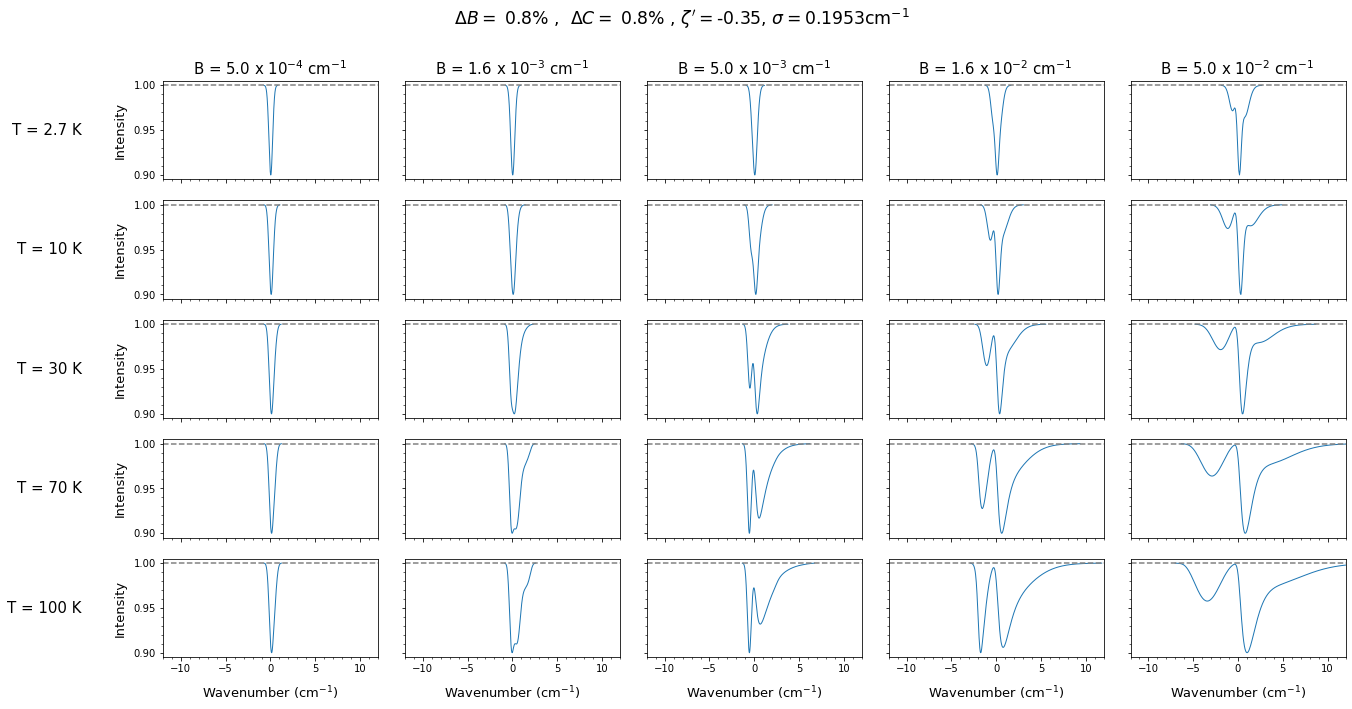 ΔB = 0.8% , ΔC = 0.8% , ζ′ = -0.35, σ = 0.1953cm⁻¹
B = 5.0 x 10⁻⁴ cm⁻¹ B = 1.6 x 10⁻³ cm⁻¹ B = 5.0 x 10⁻³ cm⁻¹ B = 1.6 x 10⁻² cm⁻¹ B = 5.0 x 10⁻² cm⁻¹
1.00
T = 2.7 K Intensity 0.95
0.90
1.00
T = 10 K Intensity 0.95
0.90
1.00
T = 30 K Intensity 0.95
0.90
1.00
T = 70 K Intensity 0.95
0.90
1.00
T = 100 K Intensity 0.95
0.90
−10 −5 0 5 10 −10 −5 0 5 10 −10 −5 0 5 10 −10 −5 0 5 10 −10 −5 0 5 10
Wavenumber (cm⁻¹) Wavenumber (cm⁻¹) Wavenumber (cm⁻¹) Wavenumber (cm⁻¹) Wavenumber (cm⁻¹)